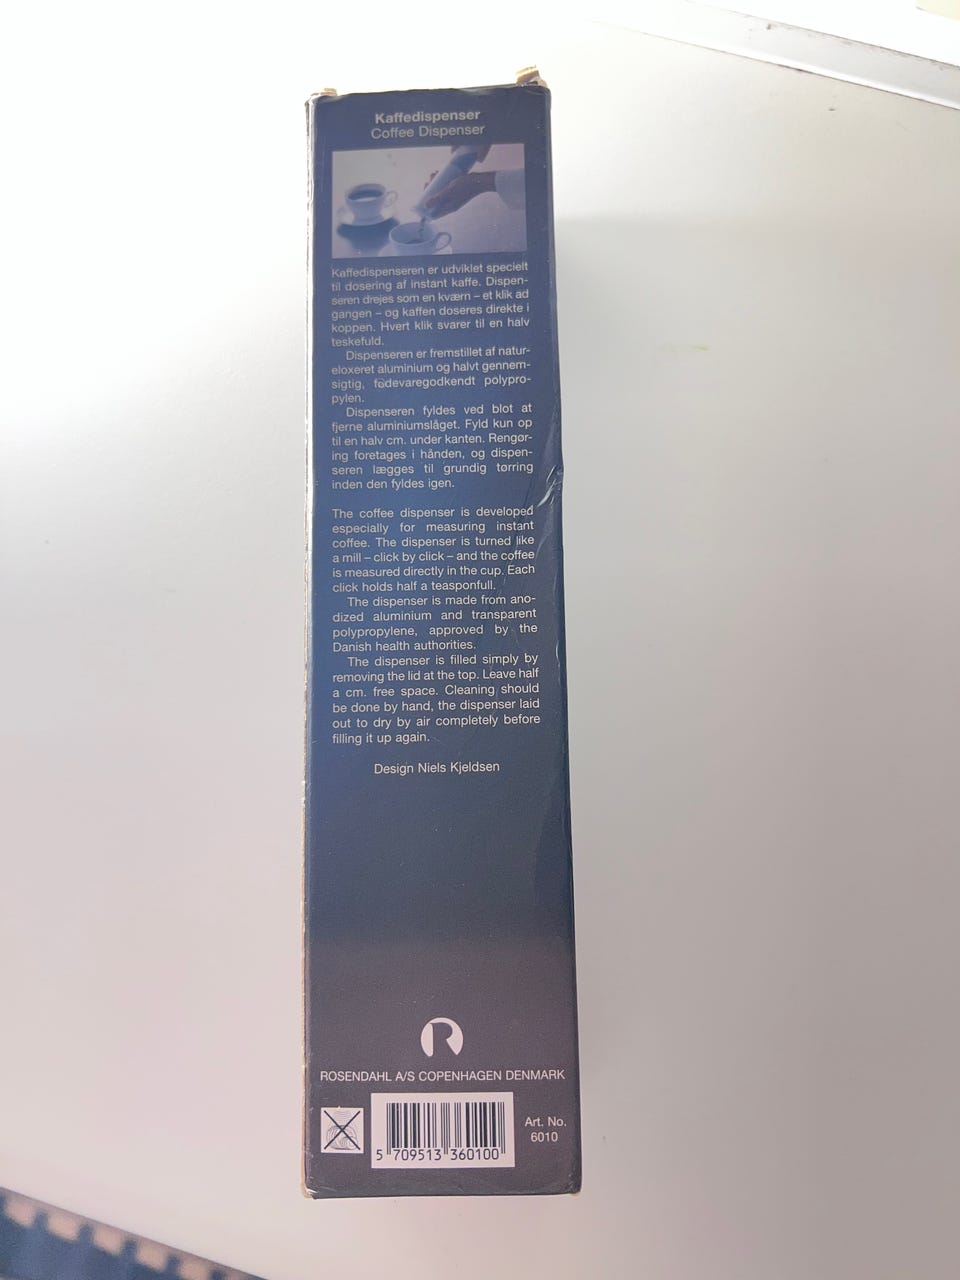 Kaffedispenser
Coffee Dispenser
Kaffedispenseren er udviklet specielt
til dosering af instant kaffe. Dispen-
seren drejes som en kværn – et klik ad
gangen – og kaffen doseres direkte i
koppen. Hvert klik svarer til en halv
teskefuld.
Dispenseren er fremstillet af natur-
eloxeret aluminium og halvt gennem-
sigtig, fødevaregodkendt polypro-
pylen.
Dispenseren fyldes ved blot at
fjerne aluminiumslåget. Fyld kun op
til en halv cm. under kanten. Rengør-
ing foretages i hånden, og dispen-
seren lægges til grundig tørring
inden den fyldes igen.
The coffee dispenser is developed
especially for measuring instant
coffee. The dispenser is turned like
a mill – click by click – and the coffee
is measured directly in the cup. Each
click holds half a teasponfull.
The dispenser is made from ano-
dized aluminium and transparent
polypropylene, approved by the
Danish health authorities.
The dispenser is filled simply by
removing the lid at the top. Leave half
a cm. free space. Cleaning should
be done by hand, the dispenser laid
out to dry by air completely before
filling it up again.
Design Niels Kjeldsen
R
ROSENDAHL A/S COPENHAGEN DENMARK
Art. No.
6010
5 709513 360100